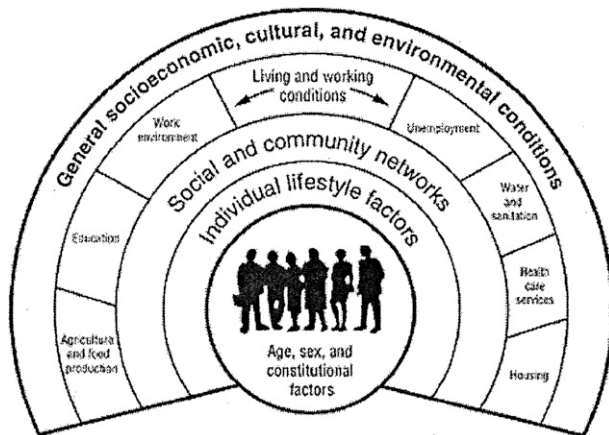 General socioeconomic, cultural, and environmental conditions
Living and working
conditions
Work
environment
Unemployment
Education
Water
and
sanitation
Agriculture
and food
production
Health
care
services
Housing
Social and community networks
Individual lifestyle factors
Age, sex, and
constitutional
factors